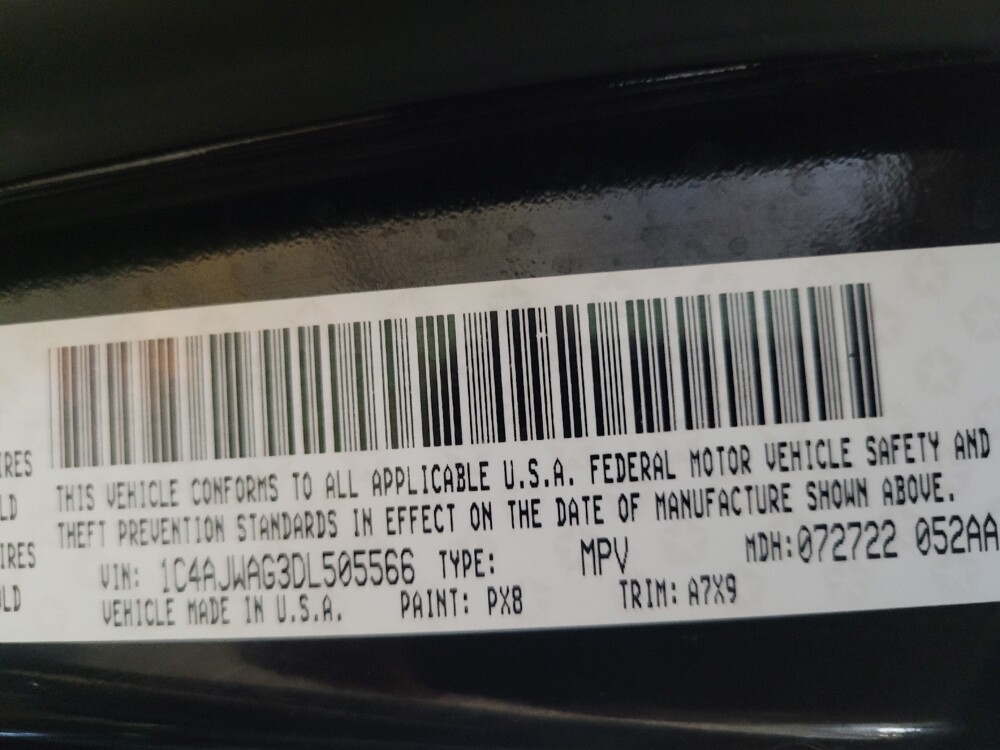 IRES
LD
IRES
LD
THIS VEHICLE CONFORMS TO ALL APPLICABLE U.S.A. FEDERAL MOTOR VEHICLE SAFETY AND
THEFT PREVENTION STANDARDS IN EFFECT ON THE DATE OF MANUFACTURE SHOWN ABOVE.
VIN: 1C4AJWAG3DL505566 TYPE: MPV MDH:072722 052AA
VEHICLE MADE IN U.S.A. PAINT: PX8 TRIM: A7X9